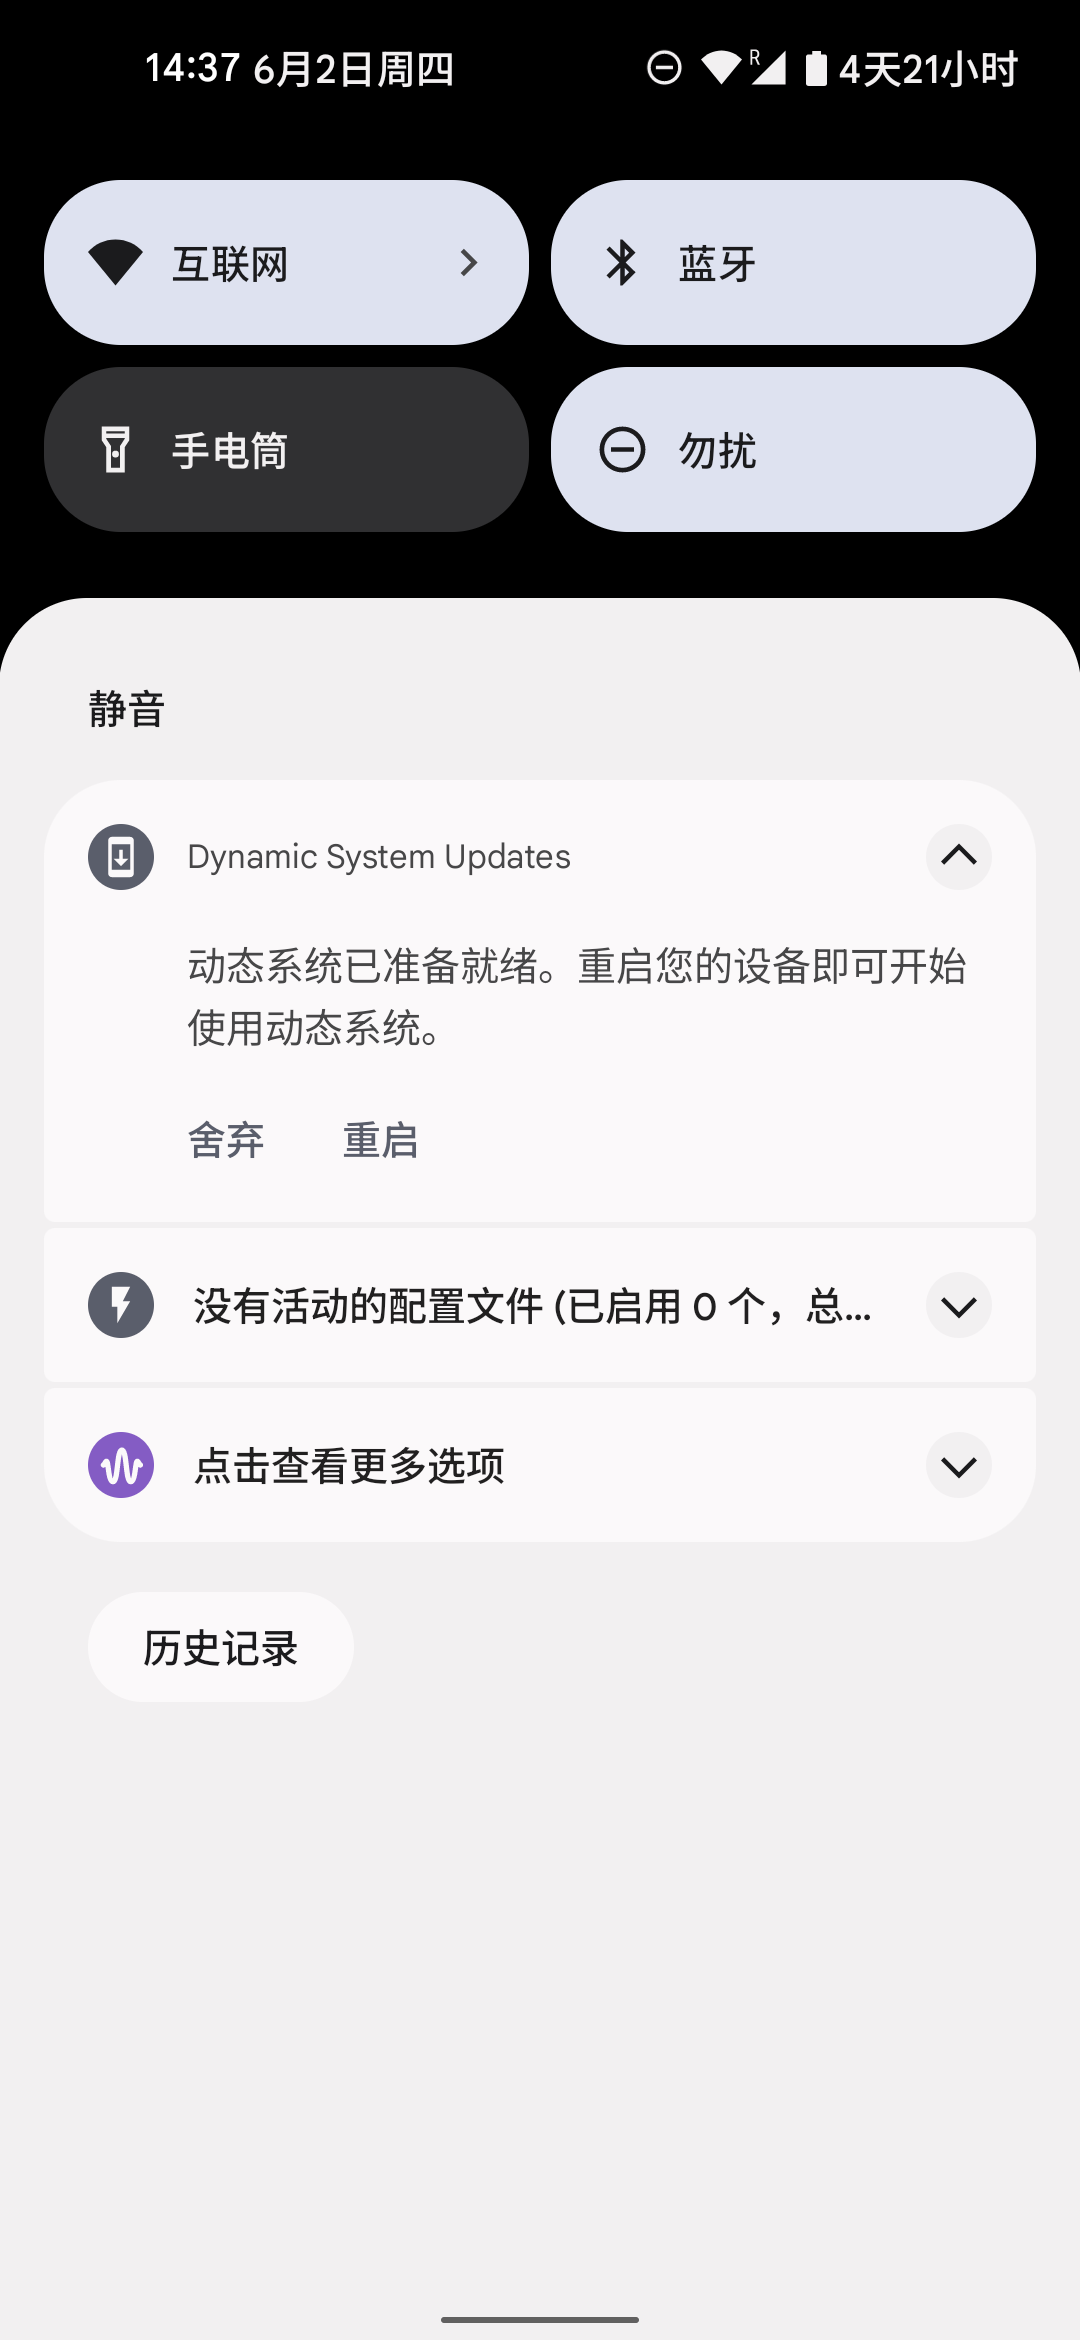 14:37 6月2日周四
R 4天21小时
互联网
蓝牙
手电筒
勿扰
静音
Dynamic System Updates
动态系统已准备就绪。重启您的设备即可开始
使用动态系统。
舍弃 重启
没有活动的配置文件 (已启用 0 个，总...
点击查看更多选项
历史记录